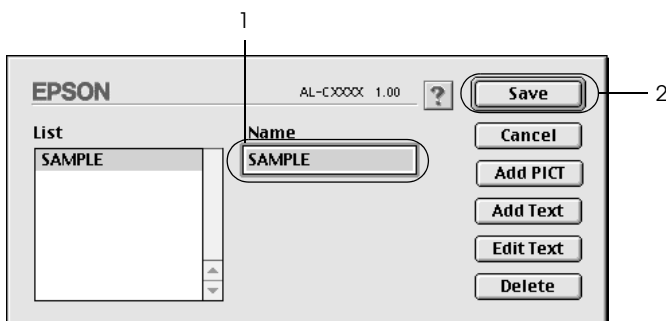 1
EPSON
AL-CXXXX 1.00
?
Save
2
List
Name
Cancel
SAMPLE
SAMPLE
Add PICT
Add Text
Edit Text
Delete